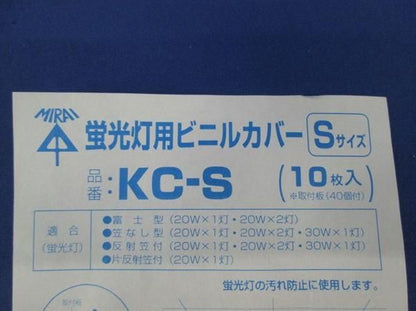 MIRAI
蛍光灯用ビニルカバー Sサイズ
品番：KC-S （10枚入）
※取付板（40個付）
適合（蛍光灯）
●富士型（20W×1灯・20W×2灯）
●笠なし型（20W×1灯・20W×2灯・30W×1灯）
●反射笠付（20W×1灯・20W×2灯・30W×1灯）
●片反射笠付（20W×1灯）
蛍光灯の汚れ防止に使用します。
取付板